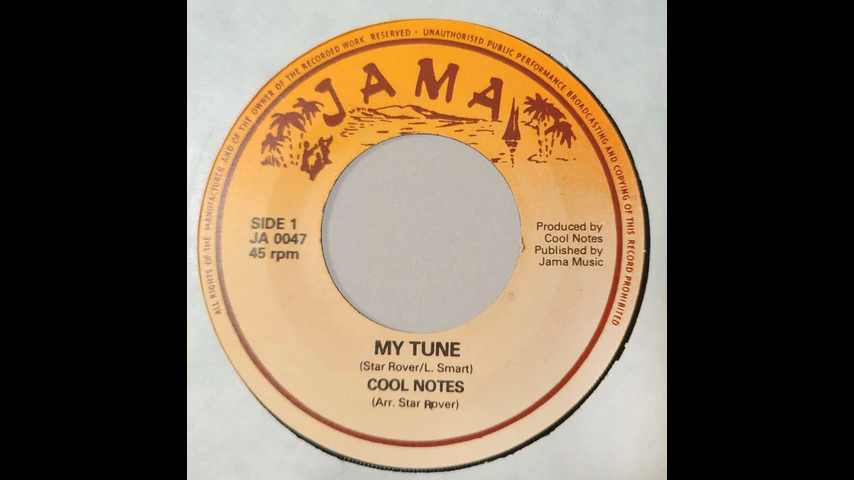 ALL RIGHTS OF THE MANUFACTURER AND OF THE OWNER OF THE RECORDED WORK RESERVED · UNAUTHORISED PUBLIC PERFORMANCE BROADCASTING AND COPYING OF THIS RECORD PROHIBITED
JAMA
SIDE 1
JA 0047
45 rpm
Produced by
Cool Notes
Published by
Jama Music
MY TUNE
(Star Rover/L. Smart)
COOL NOTES
(Arr. Star Rover)